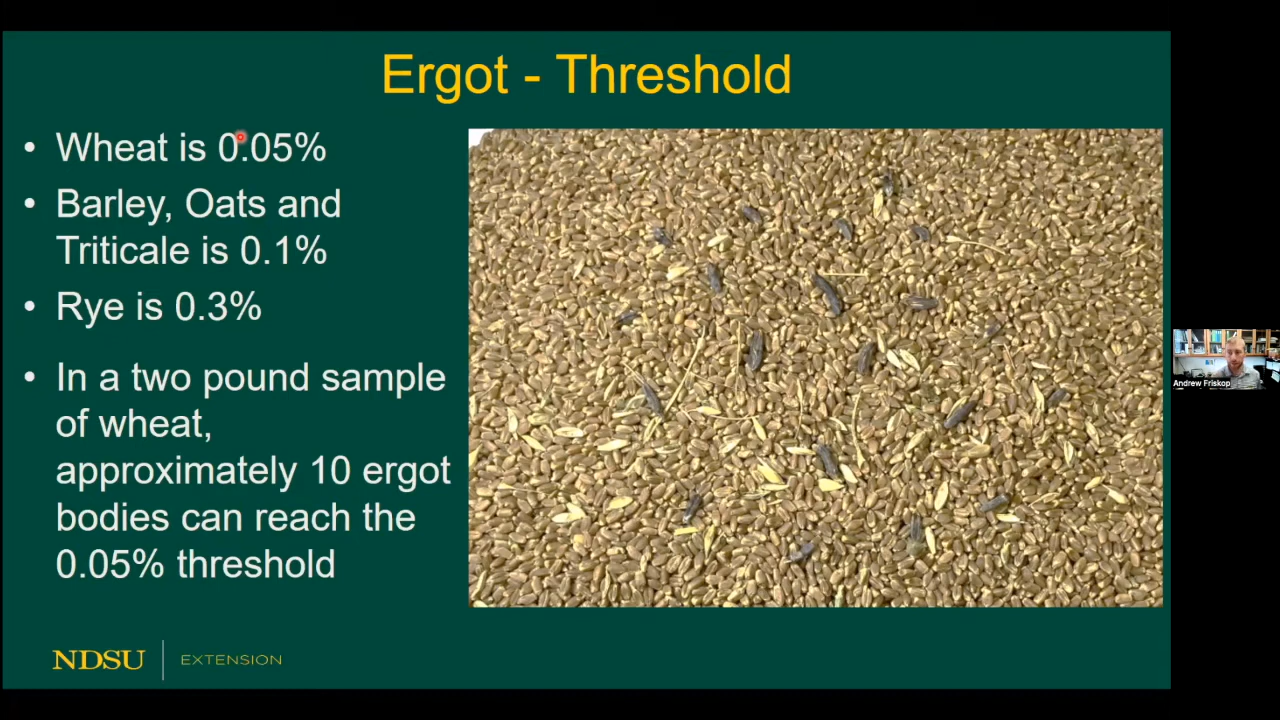 Ergot - Threshold
• Wheat is 0.05%
• Barley, Oats and
Triticale is 0.1%
• Rye is 0.3%
• In a two pound sample
of wheat,
approximately 10 ergot
bodies can reach the
0.05% threshold
NDSU EXTENSION
Andrew Friskop